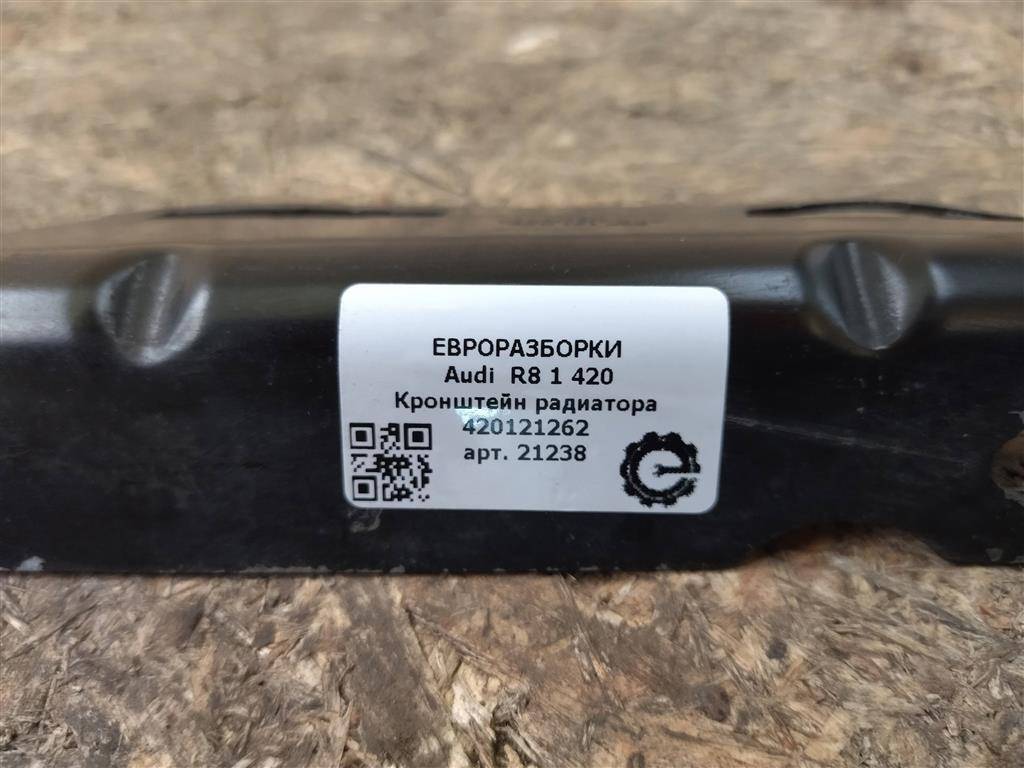 ЕВРОРАЗБОРКИ
Audi R8 1 420
Кронштейн радиатора
420121262
арт. 21238